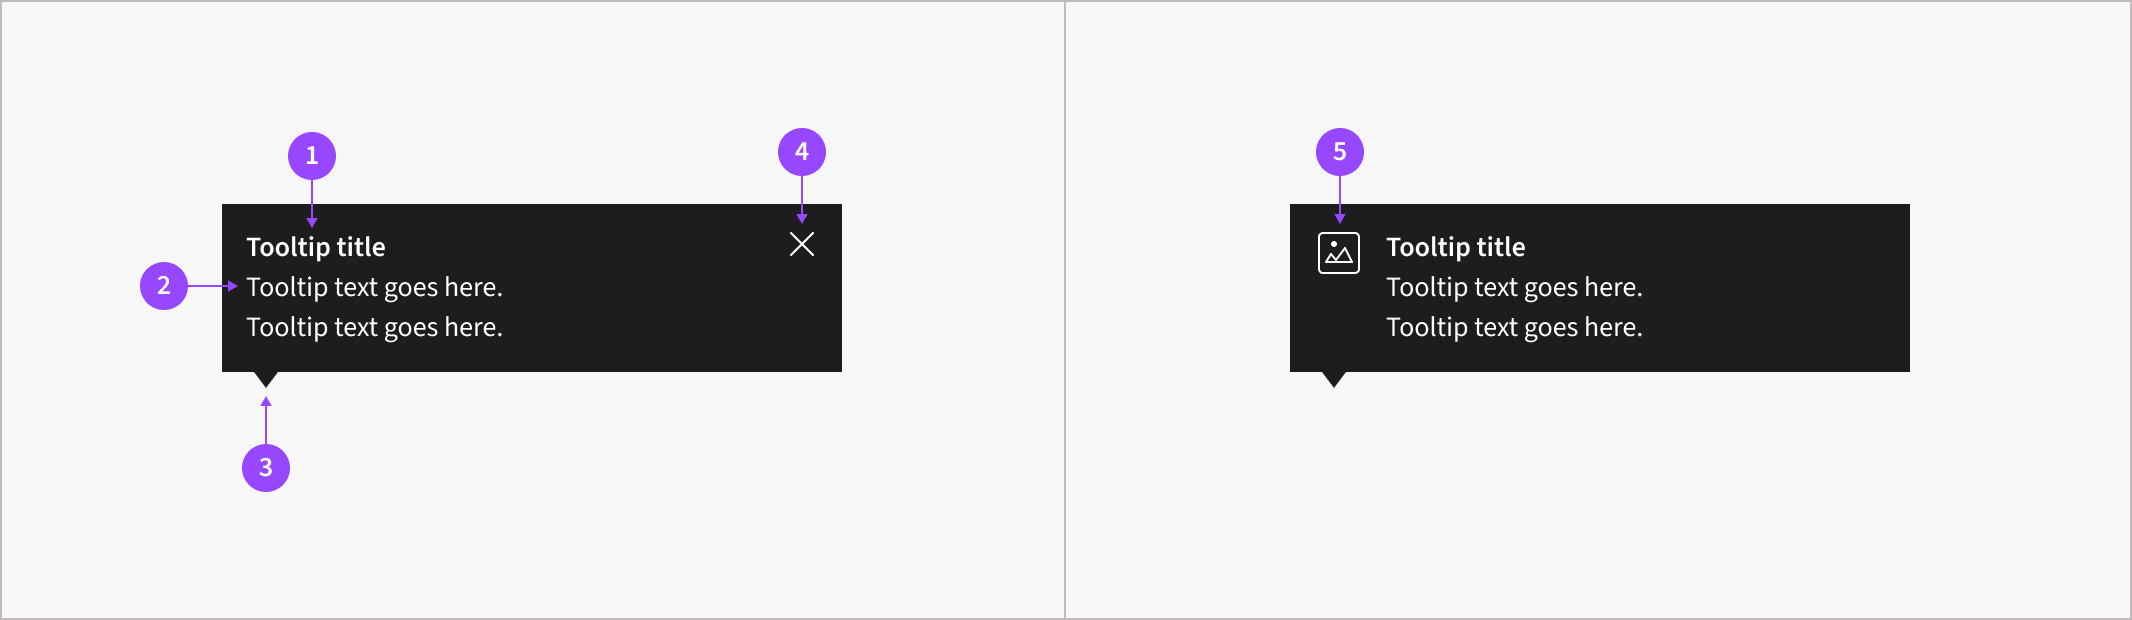 1
4
Tooltip title
2
Tooltip text goes here.
Tooltip text goes here.
3
5
Tooltip title
Tooltip text goes here.
Tooltip text goes here.